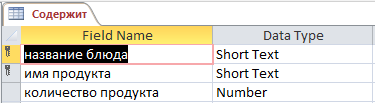 Содержит
Field Name Data Type
название блюда Short Text
имя продукта Short Text
количество продукта Number